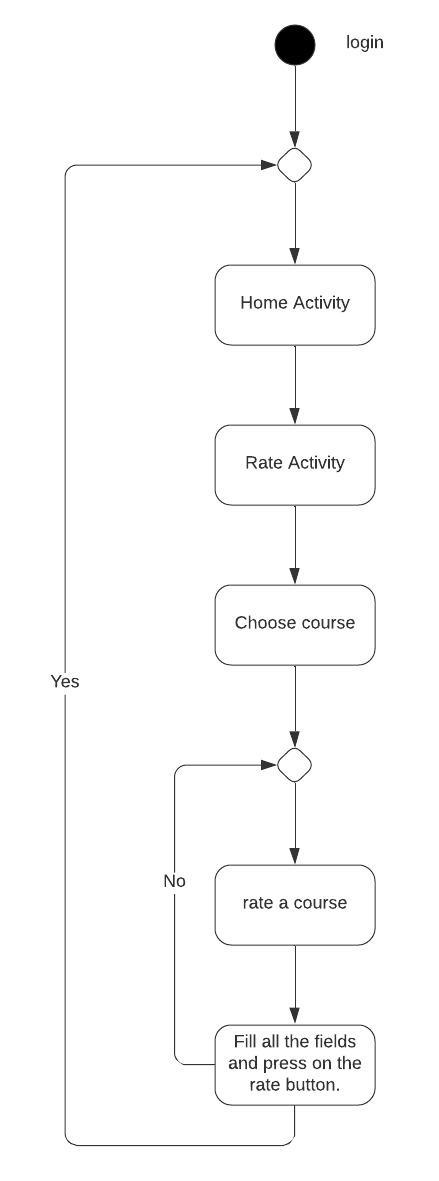 login
Home Activity
Rate Activity
Choose course
Yes
No
rate a course
Fill all the fields
and press on the
rate button.